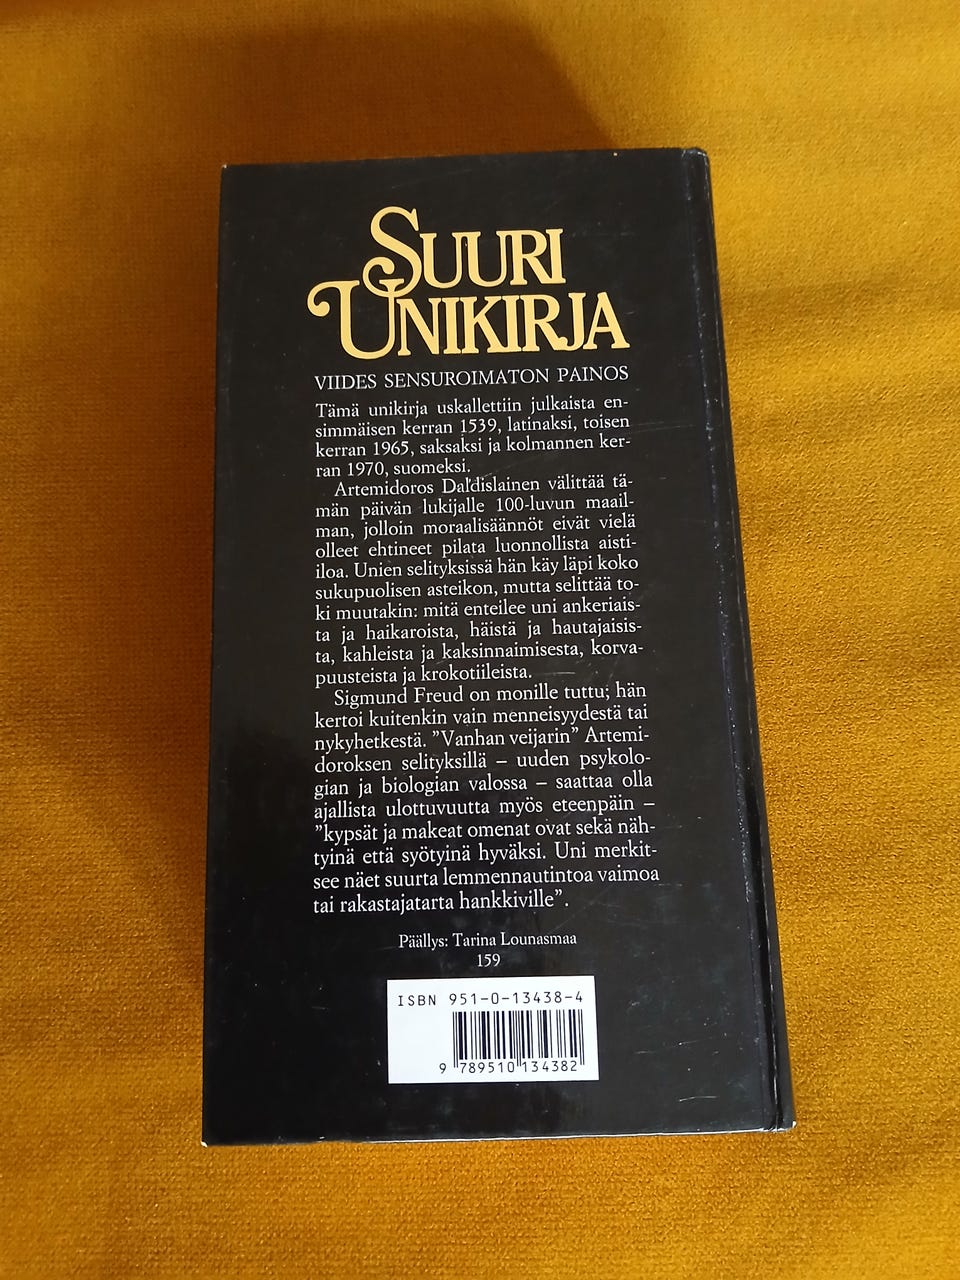 SUURI
UNIKIRJA
VIIDES SENSUROIMATON PAINOS
Tämä unikirja uskallettiin julkaista en-
simmäisen kerran 1539, latinaksi, toisen
kerran 1965, saksaksi ja kolmannen ker-
ran 1970, suomeksi.
Artemidoros Daldislainen välittää tä-
män päivän lukijalle 100-luvun maail-
man, jolloin moraalisäännöt eivät vielä
olleet ehtineet pilata luonnollista aisti-
iloa. Unien selityksissä hän käy läpi koko
sukupuolisen asteikon, mutta selittää to-
ki muutakin: mitä enteilee uni ankeriais-
ta ja haikaroista, häistä ja hautajaisis-
ta, kahleista ja kaksinnaimisesta, korva-
puusteista ja krokotiileista.
Sigmund Freud on monille tuttu; hän
kertoi kuitenkin vain menneisyydestä tai
nykyhetkestä. ”Vanhan veijarin” Artemi-
doroksen selityksillä – uuden psykolo-
gian ja biologian valossa – saattaa olla
ajallista ulottuvuutta myös eteenpäin –
”kypsät ja makeat omenat ovat sekä näh-
tyinä että syötyinä hyväksi. Uni merkit-
see näet suurta lemmennautintoa vaimoa
tai rakastajatarta hankkiville”.
Päällys: Tarina Lounasmaa
159
ISBN 951-0-13438-4
9 789510 134382